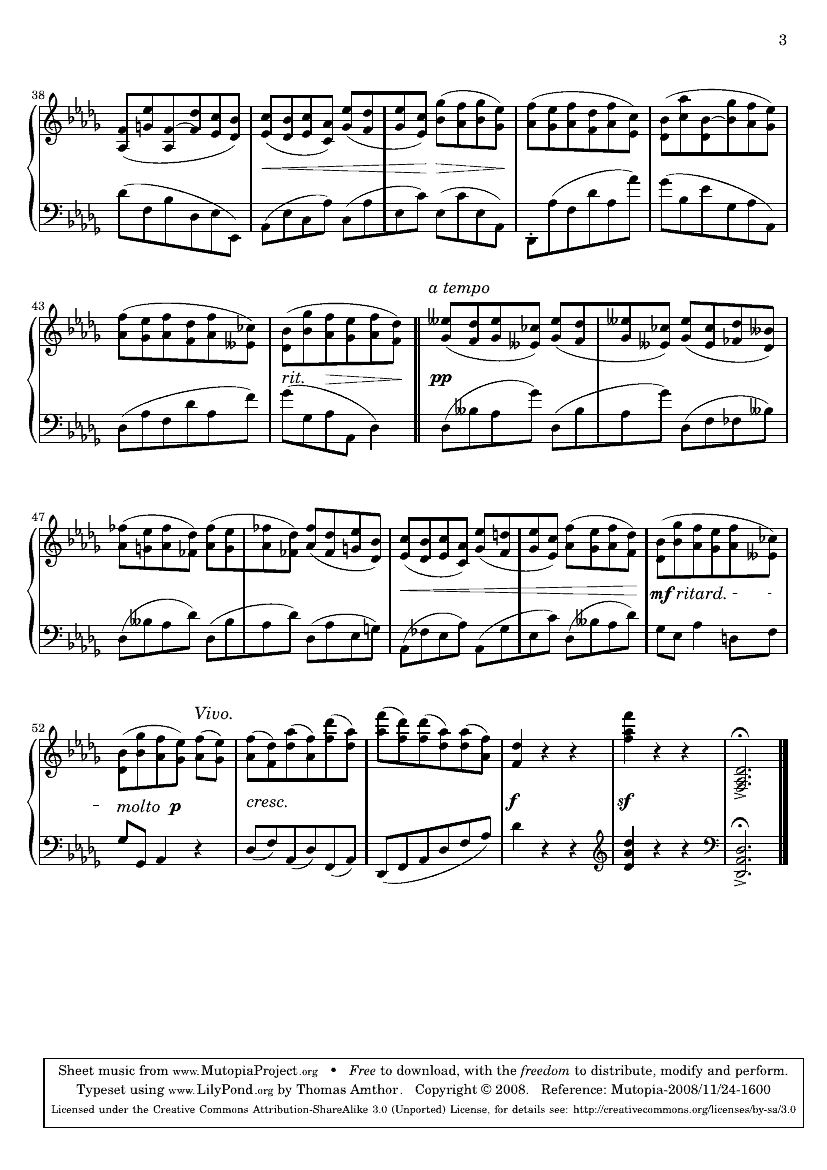 3
38
a tempo
43
rit.
pp
47
mf ritard. - -
Vivo.
52
- molto p cresc. f sf
Sheet music from www.MutopiaProject.org • Free to download, with the freedom to distribute, modify and perform.
Typeset using www.LilyPond.org by Thomas Amthor. Copyright © 2008. Reference: Mutopia-2008/11/24-1600
Licensed under the Creative Commons Attribution-ShareAlike 3.0 (Unported) License, for details see: http://creativecommons.org/licenses/by-sa/3.0